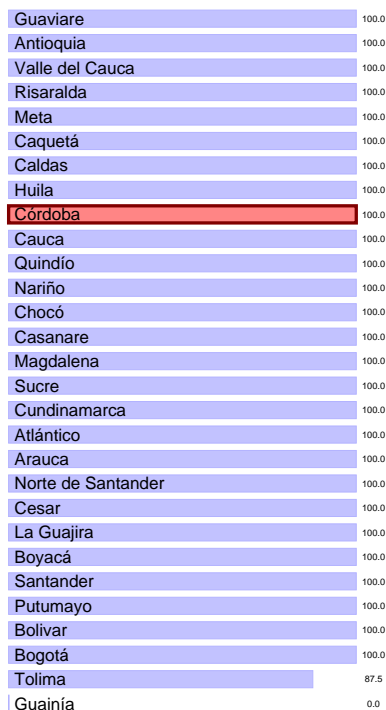 Guaviare 100.0
Antioquia 100.0
Valle del Cauca 100.0
Risaralda 100.0
Meta 100.0
Caquetá 100.0
Caldas 100.0
Huila 100.0
Córdoba 100.0
Cauca 100.0
Quindío 100.0
Nariño 100.0
Chocó 100.0
Casanare 100.0
Magdalena 100.0
Sucre 100.0
Cundinamarca 100.0
Atlántico 100.0
Arauca 100.0
Norte de Santander 100.0
Cesar 100.0
La Guajira 100.0
Boyacá 100.0
Santander 100.0
Putumayo 100.0
Bolivar 100.0
Bogotá 100.0
Tolima 87.5
Guainía 0.0